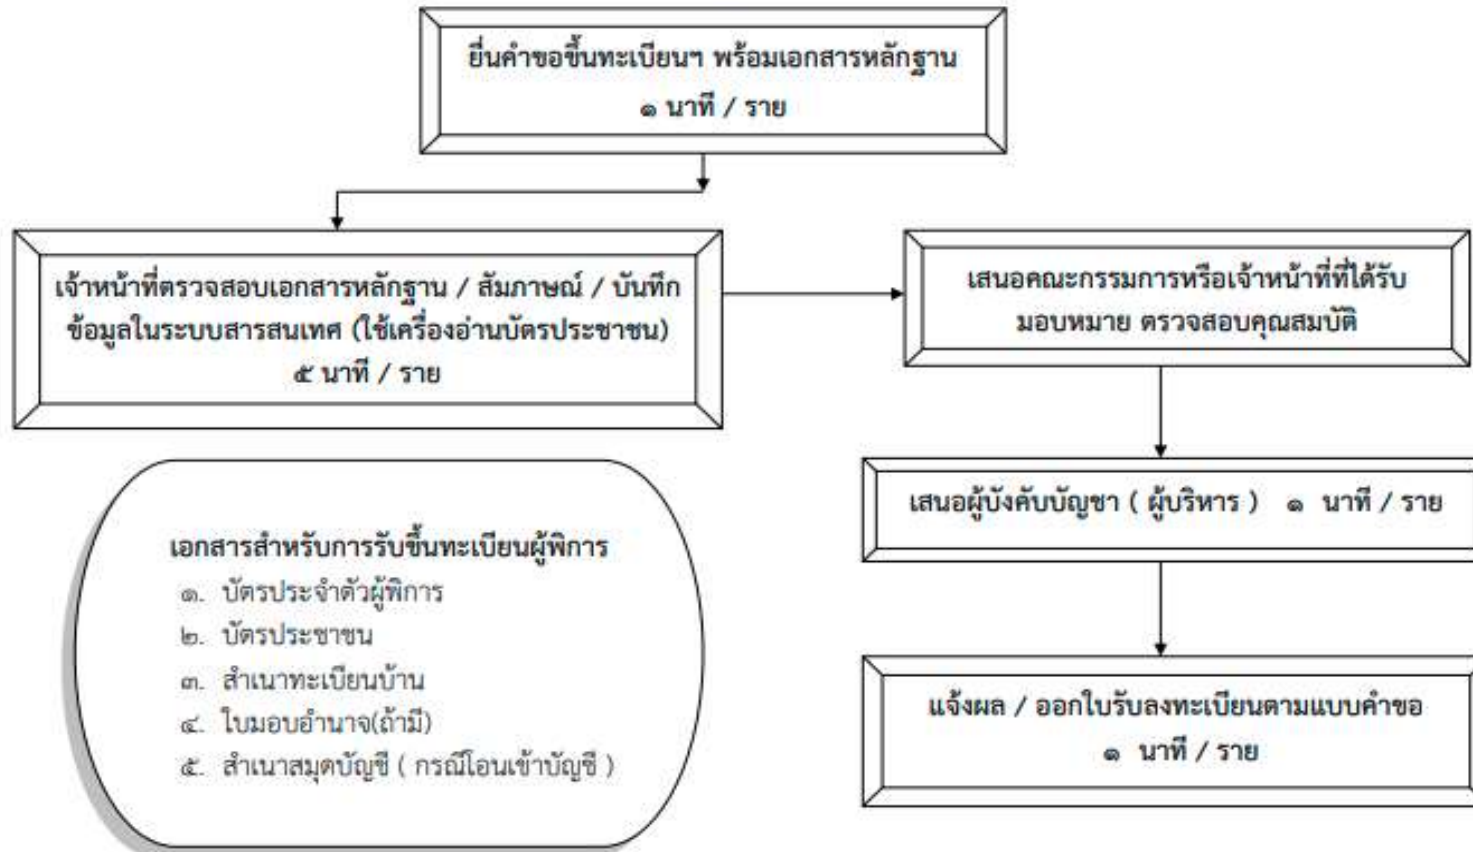 ยื่นคำขอขึ้นทะเบียนฯ พร้อมเอกสารหลักฐาน
๑ นาที / ราย
เจ้าหน้าที่ตรวจสอบเอกสารหลักฐาน / สัมภาษณ์ / บันทึก
ข้อมูลในระบบสารสนเทศ (ใช้เครื่องอ่านบัตรประชาชน)
๕ นาที / ราย
เสนอคณะกรรมการหรือเจ้าหน้าที่ที่ได้รับ
มอบหมาย ตรวจสอบคุณสมบัติ
เสนอผู้บังคับบัญชา ( ผู้บริหาร ) ๑ นาที / ราย
แจ้งผล / ออกใบรับลงทะเบียนตามแบบคำขอ
๑ นาที / ราย
เอกสารสำหรับการรับขึ้นทะเบียนผู้พิการ
๑. บัตรประจำตัวผู้พิการ
๒. บัตรประชาชน
๓. สำเนาทะเบียนบ้าน
๔. ใบมอบอำนาจ(ถ้ามี)
๕. สำเนาสมุดบัญชี ( กรณีโอนเข้าบัญชี )